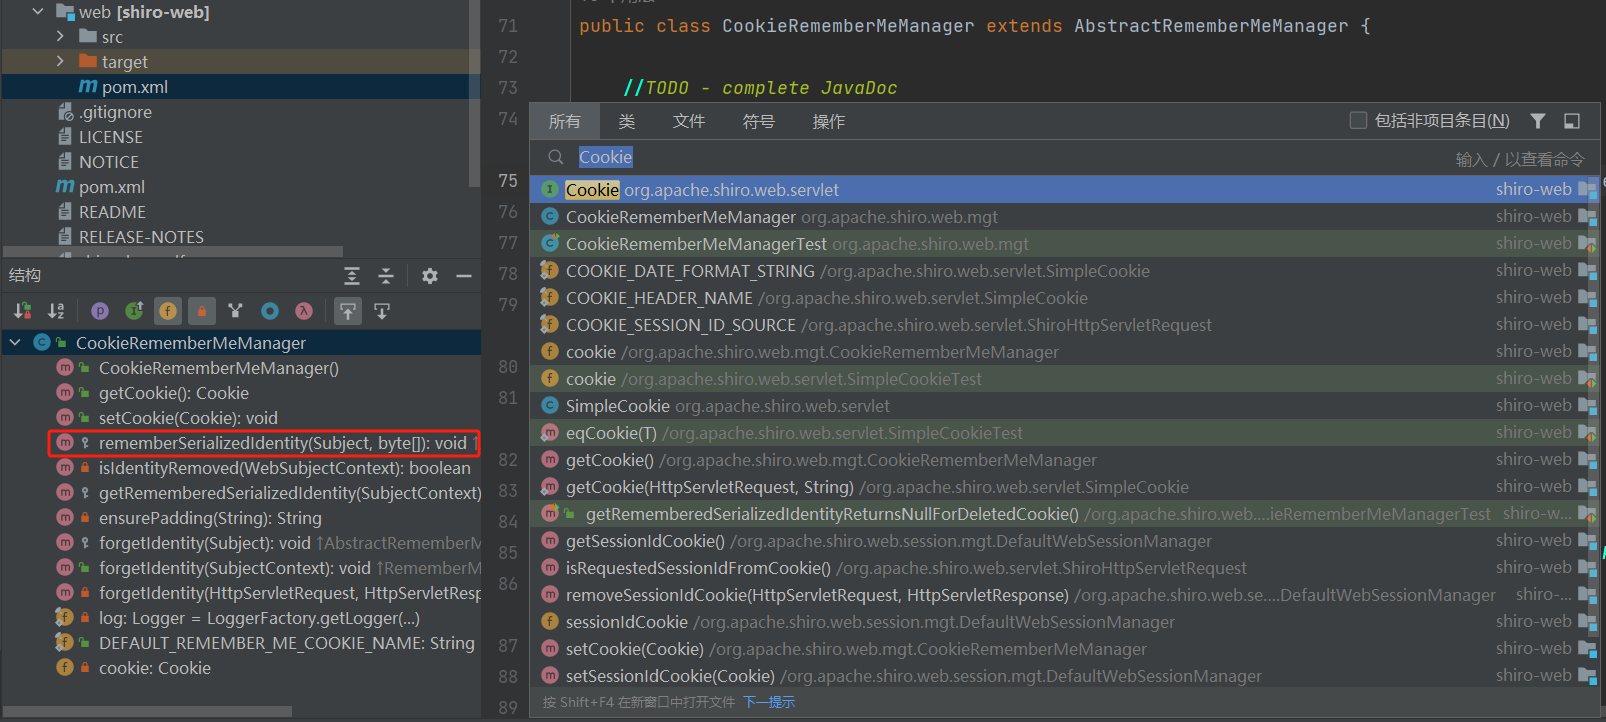 web [shiro-web]
src
target
pom.xml
.gitignore
LICENSE
NOTICE
pom.xml
README
RELEASE-NOTES
结构
CookieRememberMeManager
CookieRememberMeManager()
getCookie(): Cookie
setCookie(Cookie): void
rememberSerializedIdentity(Subject, byte[]): void ↑
isIdentityRemoved(WebSubjectContext): boolean
getRememberedSerializedIdentity(SubjectContext)
ensurePadding(String): String
forgetIdentity(Subject): void ↑AbstractRememberM
forgetIdentity(SubjectContext): void ↑RememberM
forgetIdentity(HttpServletRequest, HttpServletResp
log: Logger = LoggerFactory.getLogger(...)
DEFAULT_REMEMBER_ME_COOKIE_NAME: String
cookie: Cookie
71 public class CookieRememberMeManager extends AbstractRememberMeManager {
72
73 //TODO - complete JavaDoc
74
75
76
77
78
79
80
81
82
83
84
85
86
87
88
89
所有 类 文件 符号 操作 包括非项目条目(N)
Cookie 输入 / 以查看命令
Cookie org.apache.shiro.web.servlet shiro-web
CookieRememberMeManager org.apache.shiro.web.mgt shiro-web
CookieRememberMeManagerTest org.apache.shiro.web.mgt shiro-web
COOKIE_DATE_FORMAT_STRING /org.apache.shiro.web.servlet.SimpleCookie shiro-web
COOKIE_HEADER_NAME /org.apache.shiro.web.servlet.SimpleCookie shiro-web
COOKIE_SESSION_ID_SOURCE /org.apache.shiro.web.servlet.ShiroHttpServletRequest shiro-web
cookie /org.apache.shiro.web.mgt.CookieRememberMeManager shiro-web
cookie /org.apache.shiro.web.servlet.SimpleCookieTest shiro-web
SimpleCookie org.apache.shiro.web.servlet shiro-web
eqCookie(T) /org.apache.shiro.web.servlet.SimpleCookieTest shiro-web
getCookie() /org.apache.shiro.web.mgt.CookieRememberMeManager shiro-web
getCookie(HttpServletRequest, String) /org.apache.shiro.web.servlet.SimpleCookie shiro-web
getRememberedSerializedIdentityReturnsNullForDeletedCookie() /org.apache.shiro.web....ieRememberMeManagerTest shiro-w...
getSessionIdCookie() /org.apache.shiro.web.session.mgt.DefaultWebSessionManager shiro-web
isRequestedSessionIdFromCookie() /org.apache.shiro.web.servlet.ShiroHttpServletRequest shiro-web
removeSessionIdCookie(HttpServletRequest, HttpServletResponse) /org.apache.shiro.web.se....DefaultWebSessionManager shiro-...
sessionIdCookie /org.apache.shiro.web.session.mgt.DefaultWebSessionManager shiro-web
setCookie(Cookie) /org.apache.shiro.web.mgt.CookieRememberMeManager shiro-web
setSessionIdCookie(Cookie) /org.apache.shiro.web.session.mgt.DefaultWebSessionManager shiro-web
按 Shift+F4 在新窗口中打开文件 下一提示